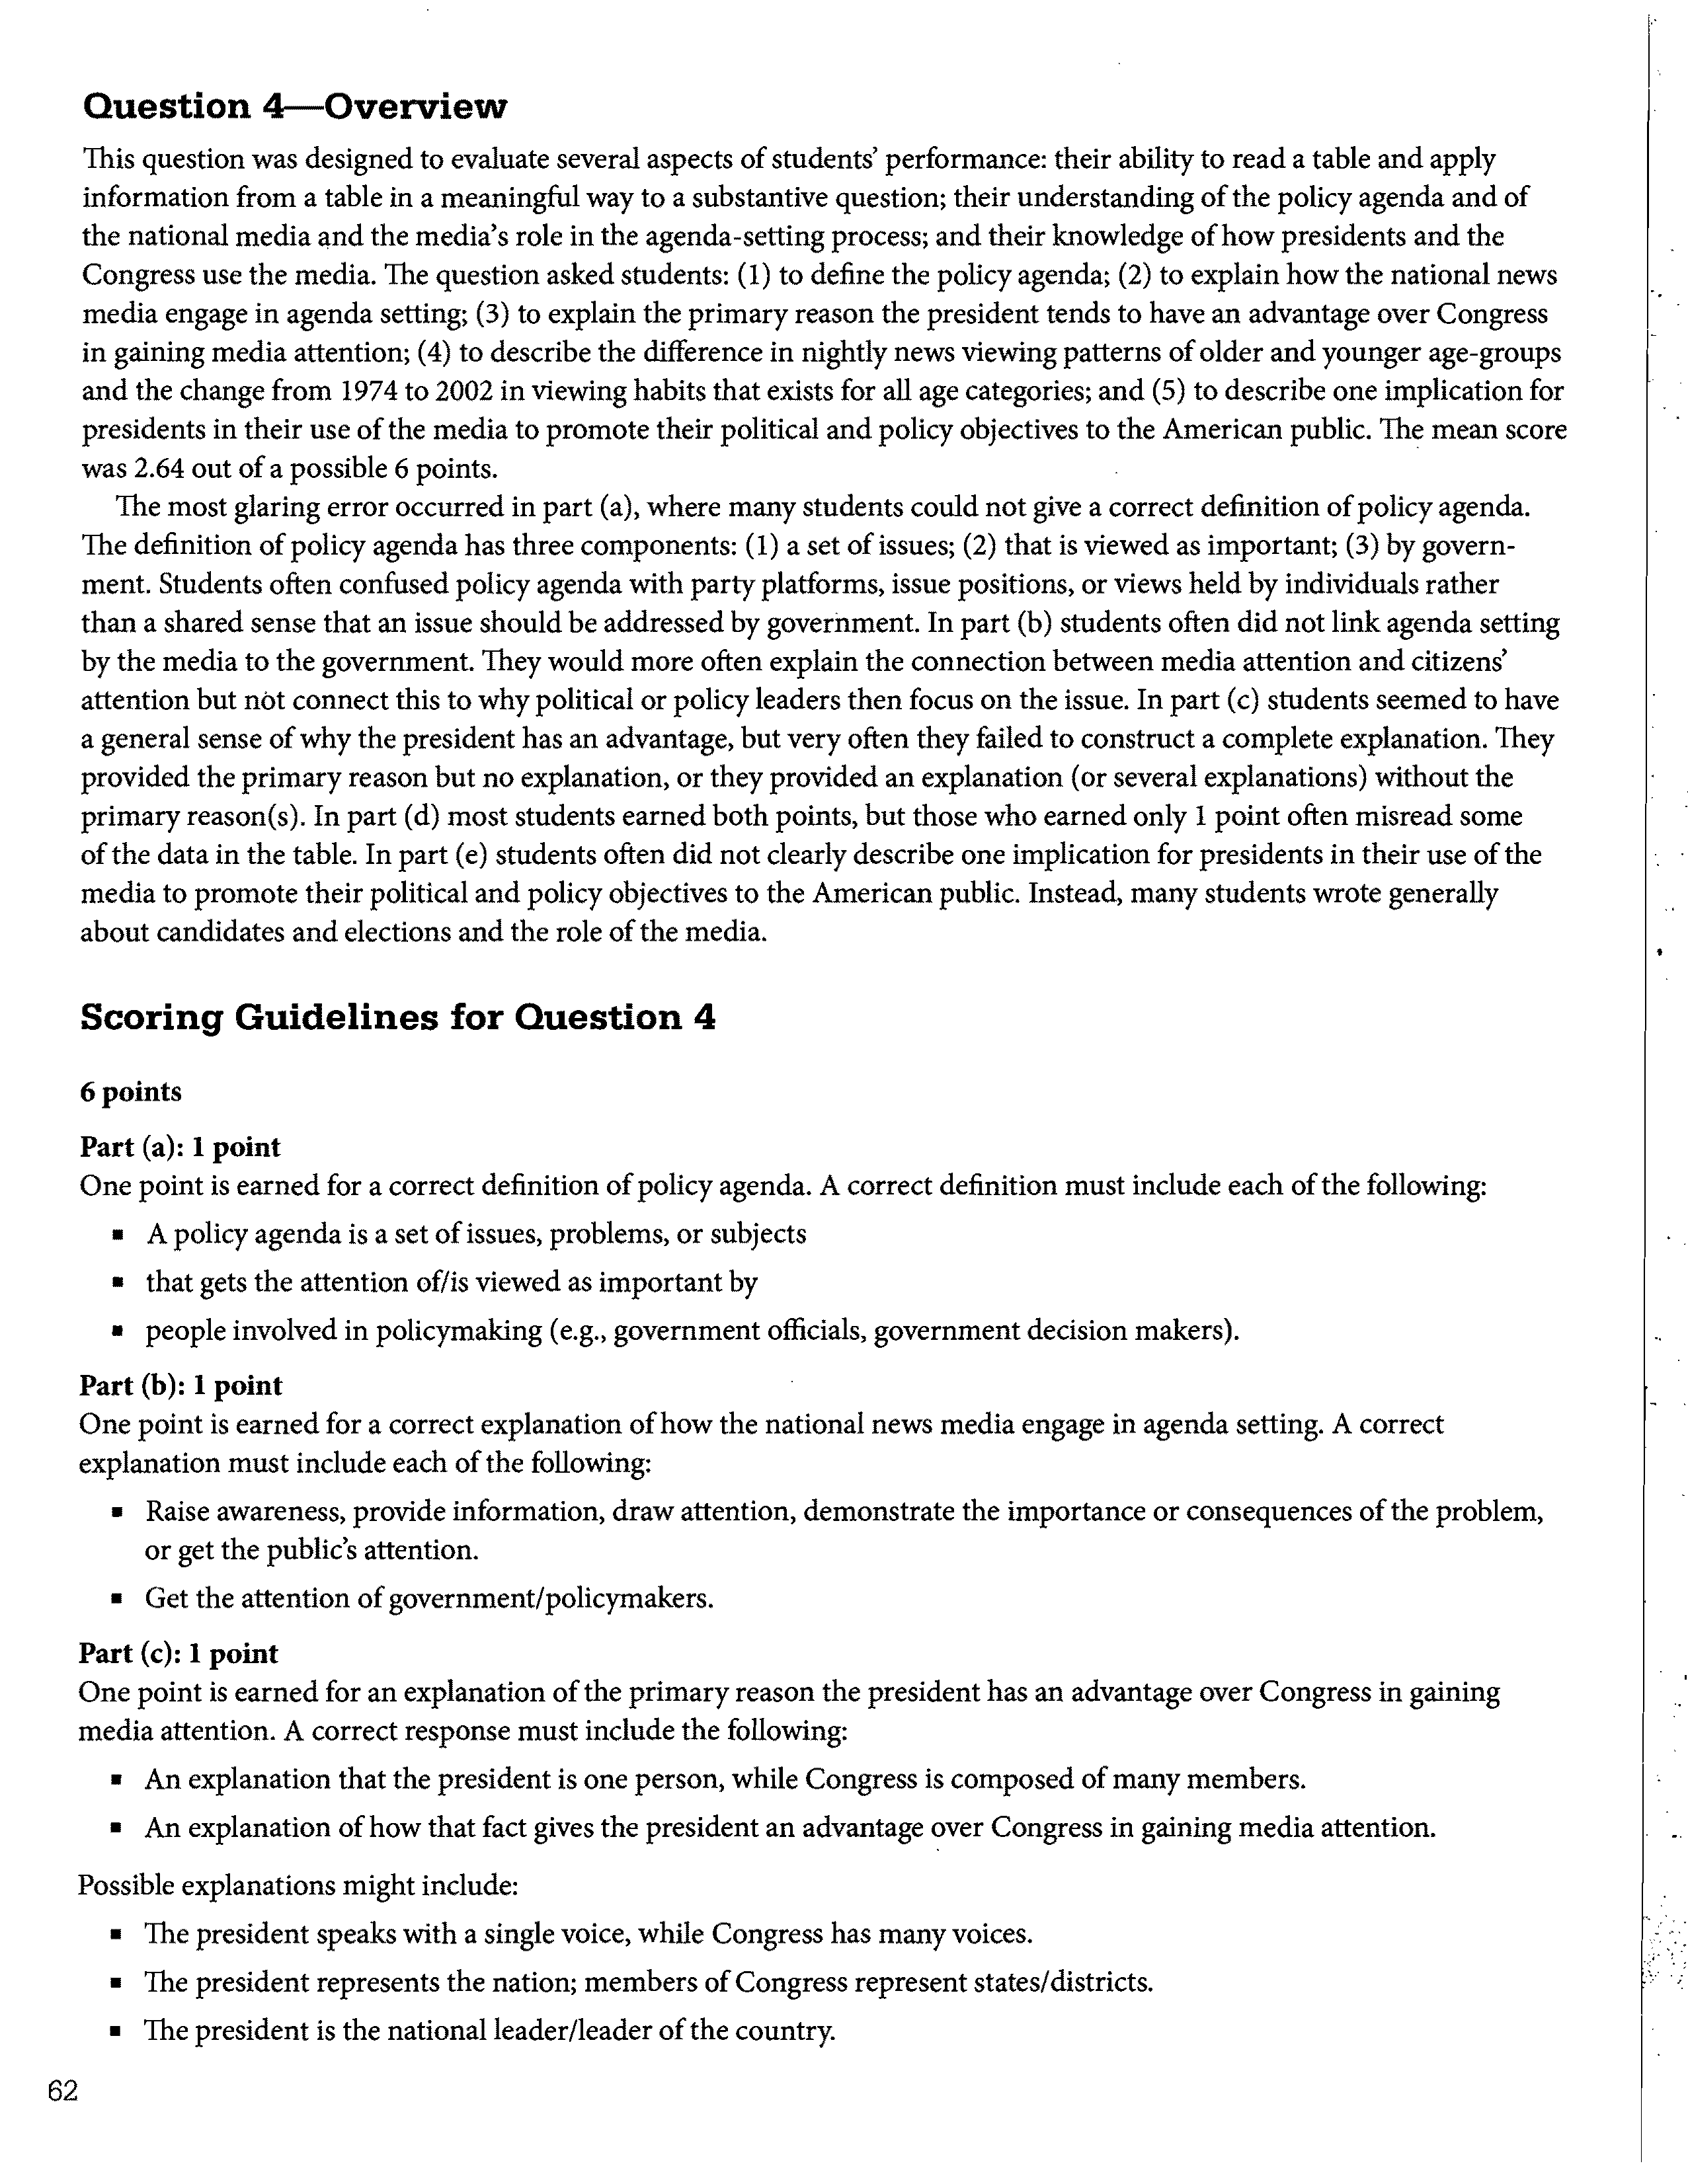 Question 4—Overview
This question was designed to evaluate several aspects of students’ performance: their ability to read a table and apply
information from a table in a meaningful way to a substantive question; their understanding of the policy agenda and of
the national media and the media’s role in the agenda-setting process; and their knowledge of how presidents and the
Congress use the media. The question asked students: (1) to define the policy agenda; (2) to explain how the national news
media engage in agenda setting; (3) to explain the primary reason the president tends to have an advantage over Congress
in gaining media attention; (4) to describe the difference in nightly news viewing patterns of older and younger age-groups
and the change from 1974 to 2002 in viewing habits that exists for all age categories; and (5) to describe one implication for
presidents in their use of the media to promote their political and policy objectives to the American public. The mean score
was 2.64 out of a possible 6 points.
The most glaring error occurred in part (a), where many students could not give a correct definition of policy agenda.
The definition of policy agenda has three components: (1) a set of issues; (2) that is viewed as important; (3) by govern-
ment. Students often confused policy agenda with party platforms, issue positions, or views held by individuals rather
than a shared sense that an issue should be addressed by government. In part (b) students often did not link agenda setting
by the media to the government. They would more often explain the connection between media attention and citizens’
attention but not connect this to why political or policy leaders then focus on the issue. In part (c) students seemed to have
a general sense of why the president has an advantage, but very often they failed to construct a complete explanation. They
provided the primary reason but no explanation, or they provided an explanation (or several explanations) without the
primary reason(s). In part (d) most students earned both points, but those who earned only 1 point often misread some
of the data in the table. In part (e) students often did not clearly describe one implication for presidents in their use of the
media to promote their political and policy objectives to the American public. Instead, many students wrote generally
about candidates and elections and the role of the media.
Scoring Guidelines for Question 4
6 points
Part (a): 1 point
One point is earned for a correct definition of policy agenda. A correct definition must include each of the following:
▪ A policy agenda is a set of issues, problems, or subjects
▪ that gets the attention of/is viewed as important by
▪ people involved in policymaking (e.g., government officials, government decision makers).
Part (b): 1 point
One point is earned for a correct explanation of how the national news media engage in agenda setting. A correct
explanation must include each of the following:
▪ Raise awareness, provide information, draw attention, demonstrate the importance or consequences of the problem,
or get the public’s attention.
▪ Get the attention of government/policymakers.
Part (c): 1 point
One point is earned for an explanation of the primary reason the president has an advantage over Congress in gaining
media attention. A correct response must include the following:
▪ An explanation that the president is one person, while Congress is composed of many members.
▪ An explanation of how that fact gives the president an advantage over Congress in gaining media attention.
Possible explanations might include:
▪ The president speaks with a single voice, while Congress has many voices.
▪ The president represents the nation; members of Congress represent states/districts.
▪ The president is the national leader/leader of the country.
62